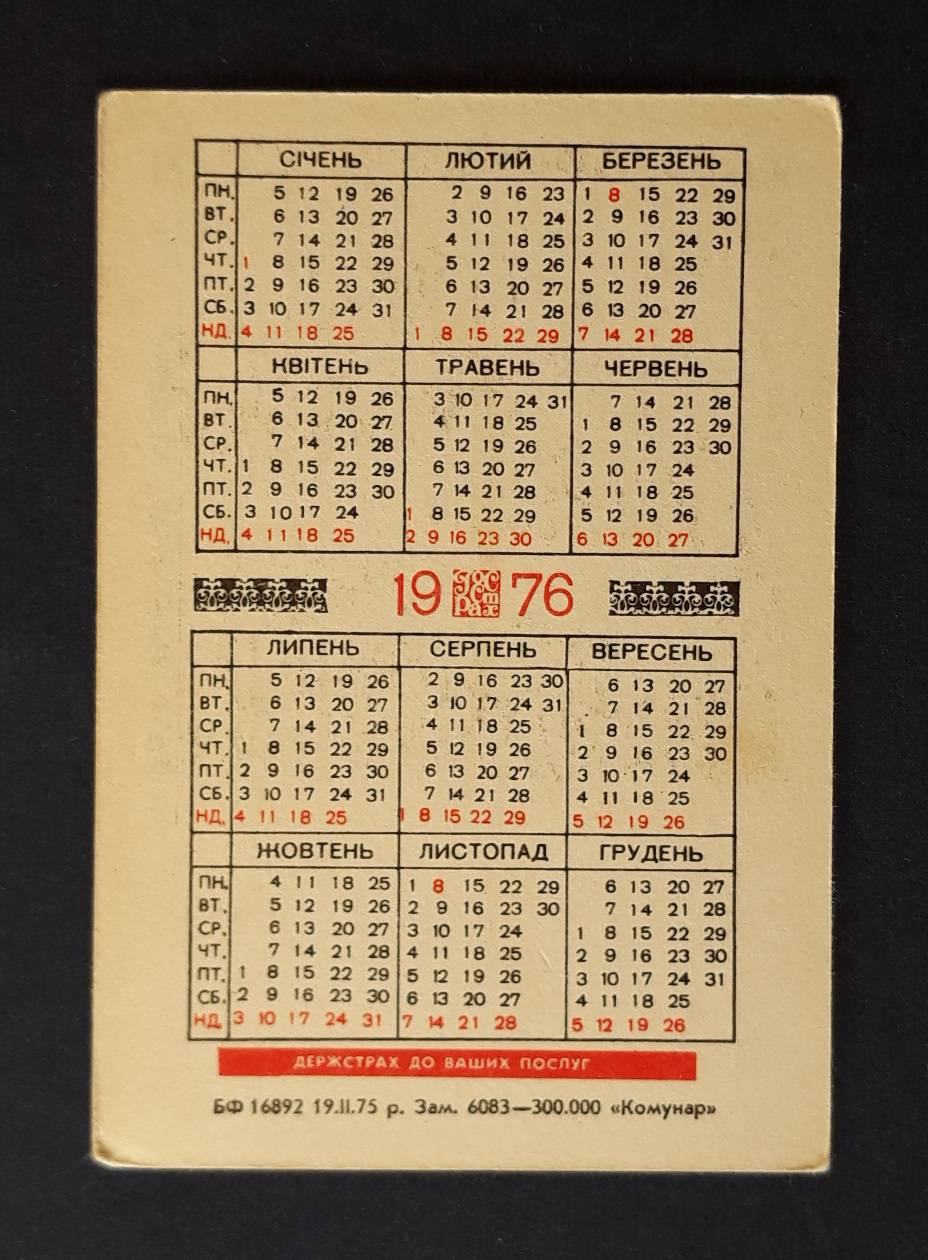 СІЧЕНЬ ЛЮТИЙ БЕРЕЗЕНЬ
ПН. 5 12 19 26 2 9 16 23 1 8 15 22 29
ВТ. 6 13 20 27 3 10 17 24 2 9 16 23 30
СР. 7 14 21 28 4 11 18 25 3 10 17 24 31
ЧТ. 1 8 15 22 29 5 12 19 26 4 11 18 25
ПТ. 2 9 16 23 30 6 13 20 27 5 12 19 26
СБ. 3 10 17 24 31 7 14 21 28 6 13 20 27
НД. 4 11 18 25 1 8 15 22 29 7 14 21 28
КВІТЕНЬ ТРАВЕНЬ ЧЕРВЕНЬ
ПН. 5 12 19 26 3 10 17 24 31 7 14 21 28
ВТ. 6 13 20 27 4 11 18 25 1 8 15 22 29
СР. 7 14 21 28 5 12 19 26 2 9 16 23 30
ЧТ. 1 8 15 22 29 6 13 20 27 3 10 17 24
ПТ. 2 9 16 23 30 7 14 21 28 4 11 18 25
СБ. 3 10 17 24 1 8 15 22 29 5 12 19 26
НД. 4 11 18 25 2 9 16 23 30 6 13 20 27
19 держстрах 76
ЛИПЕНЬ СЕРПЕНЬ ВЕРЕСЕНЬ
ПН. 5 12 19 26 2 9 16 23 30 6 13 20 27
ВТ. 6 13 20 27 3 10 17 24 31 7 14 21 28
СР. 7 14 21 28 4 11 18 25 1 8 15 22 29
ЧТ. 1 8 15 22 29 5 12 19 26 2 9 16 23 30
ПТ. 2 9 16 23 30 6 13 20 27 3 10 17 24
СБ. 3 10 17 24 31 7 14 21 28 4 11 18 25
НД. 4 11 18 25 1 8 15 22 29 5 12 19 26
ЖОВТЕНЬ ЛИСТОПАД ГРУДЕНЬ
ПН. 4 11 18 25 1 8 15 22 29 6 13 20 27
ВТ. 5 12 19 26 2 9 16 23 30 7 14 21 28
СР. 6 13 20 27 3 10 17 24 1 8 15 22 29
ЧТ. 7 14 21 28 4 11 18 25 2 9 16 23 30
ПТ. 1 8 15 22 29 5 12 19 26 3 10 17 24 31
СБ. 2 9 16 23 30 6 13 20 27 4 11 18 25
НД. 3 10 17 24 31 7 14 21 28 5 12 19 26
ДЕРЖСТРАХ ДО ВАШИХ ПОСЛУГ
БФ 16892 19.II.75 р. Зам. 6083—300.000 «Комунар»